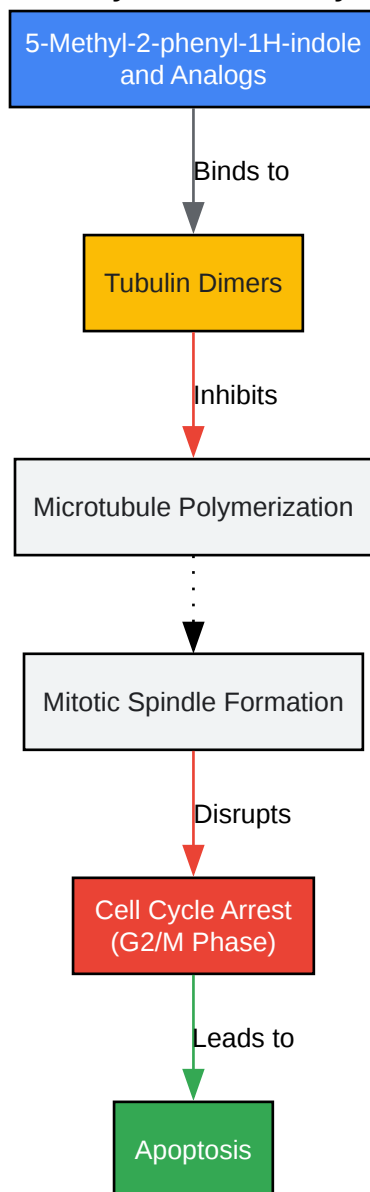 5-Methyl-2-phenyl-1H-indole
and Analogs
Binds to
Tubulin Dimers
Inhibits
Microtubule Polymerization
Mitotic Spindle Formation
Disrupts
Cell Cycle Arrest
(G2/M Phase)
Leads to
Apoptosis